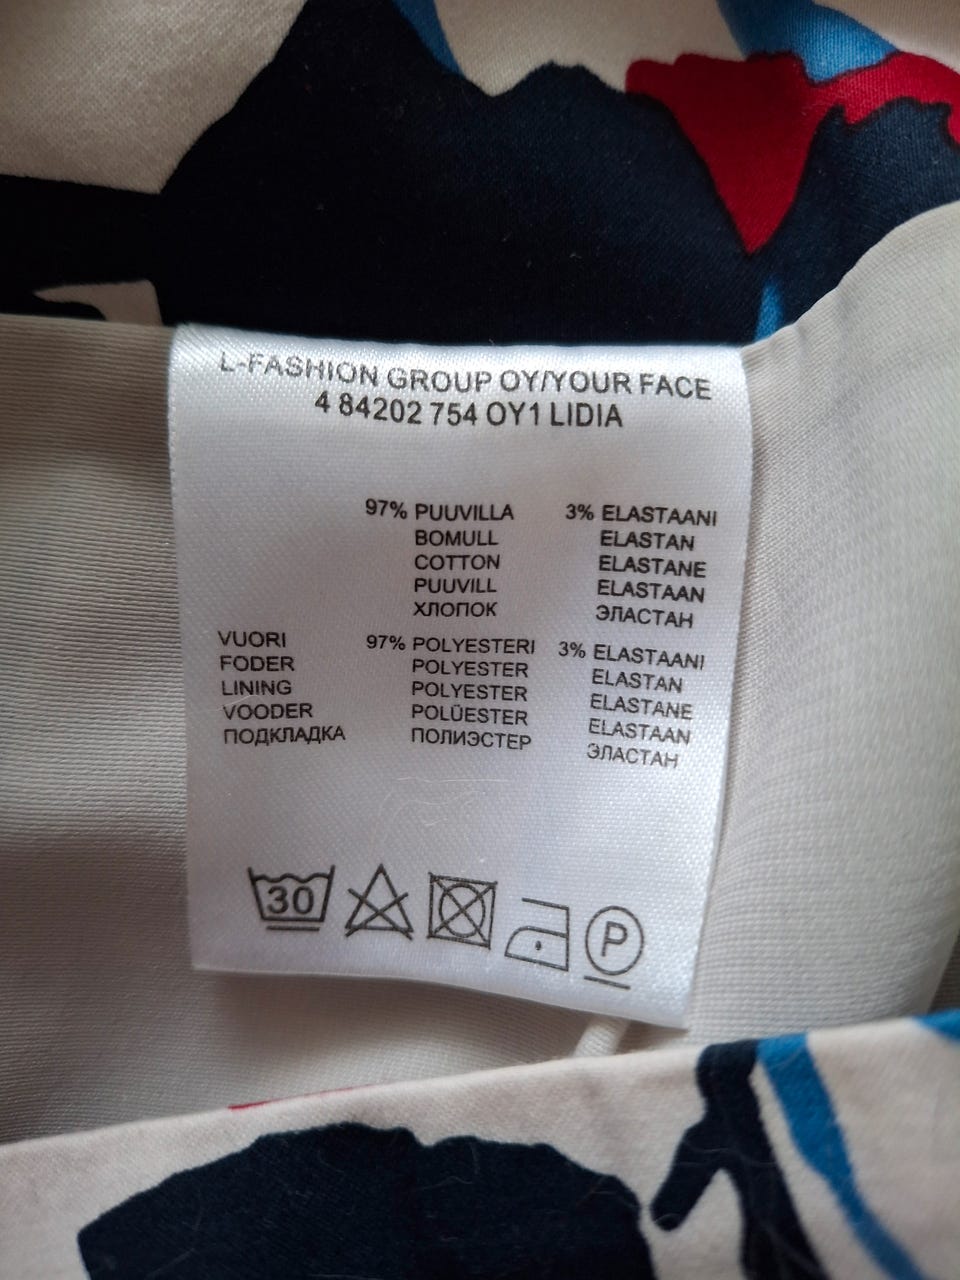 L-FASHION GROUP OY/YOUR FACE
4 84202 754 OY1 LIDIA
97% PUUVILLA 3% ELASTAANI
BOMULL ELASTAN
COTTON ELASTANE
PUUVILL ELASTAAN
ХЛОПОК ЭЛАСТАН
VUORI 97% POLYESTERI 3% ELASTAANI
FODER POLYESTER ELASTAN
LINING POLYESTER ELASTANE
VOODER POLÜESTER ELASTAAN
ПОДКЛАДКА ПОЛИЭСТЕР ЭЛАСТАН
30 P